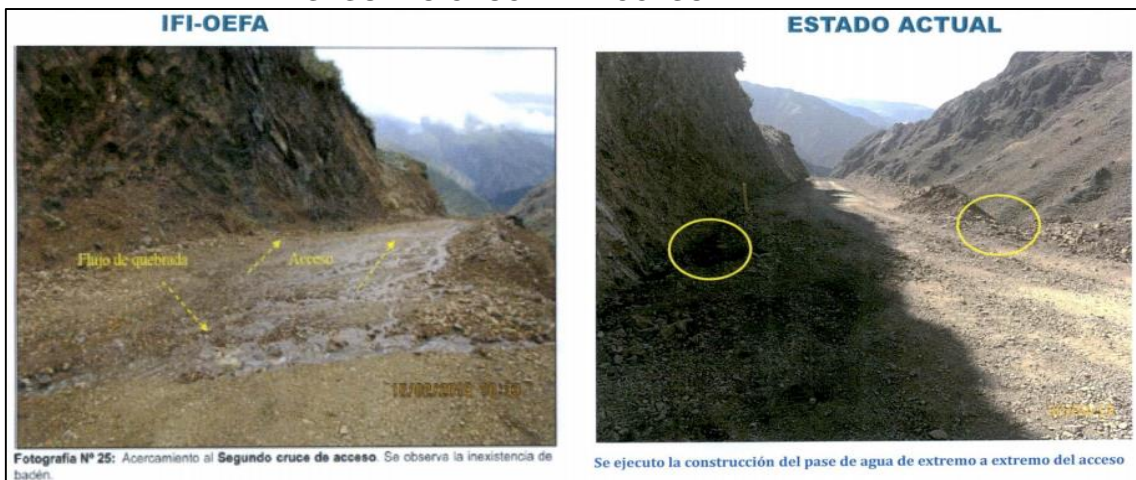 IFI-OEFA
ESTADO ACTUAL
Flujo de quebrada
Acceso
Fotografía Nº 25: Acercamiento al Segundo cruce de acceso. Se observa la inexistencia de
badén.
Se ejecuto la construcción del pase de agua de extremo a extremo del acceso